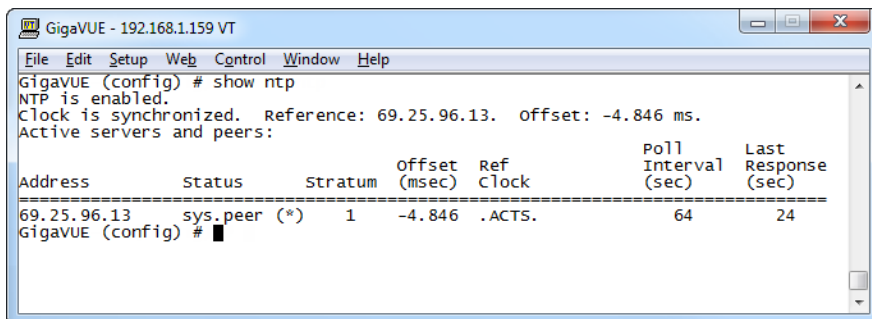 GigaVUE - 192.168.1.159 VT
File Edit Setup Web Control Window Help
GigaVUE (config) # show ntp
NTP is enabled.
Clock is synchronized. Reference: 69.25.96.13. Offset: -4.846 ms.
Active servers and peers:
Poll Last
Offset Ref Interval Response
Address Status Stratum (msec) Clock (sec) (sec)
==============================================================================
69.25.96.13 sys.peer (*) 1 -4.846 .ACTS. 64 24
GigaVUE (config) #